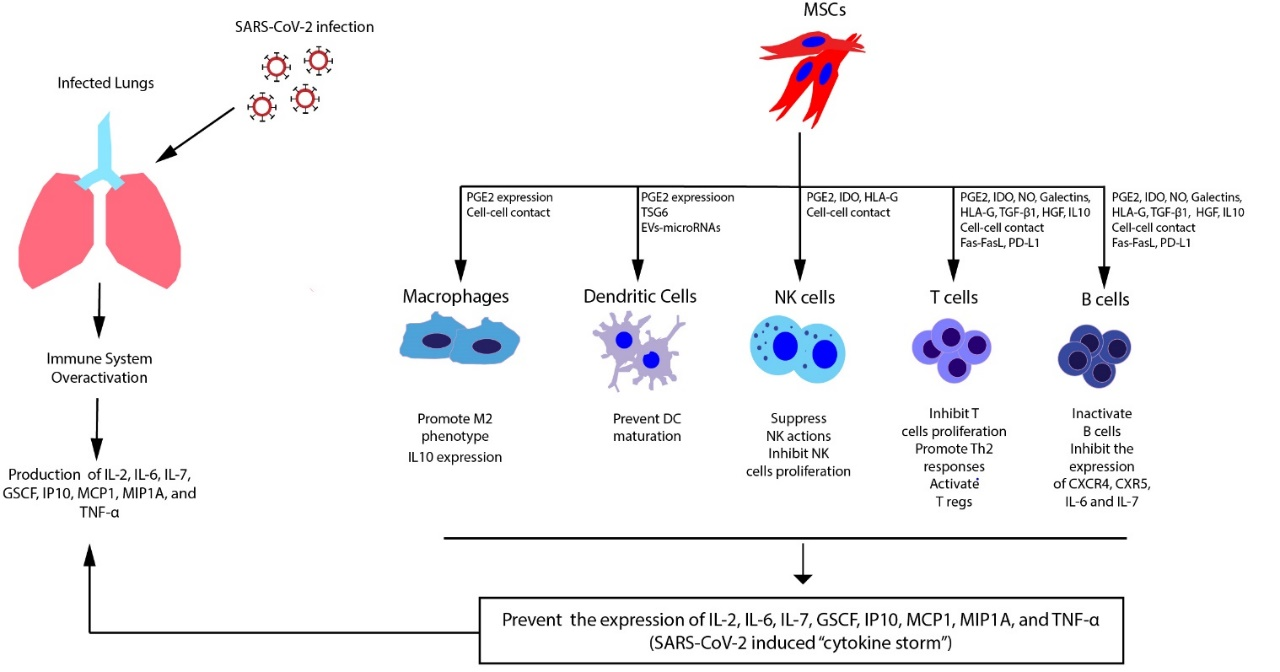 SARS-CoV-2 infection
Infected Lungs
Immune System
Overactivation
Production of IL-2, IL-6, IL-7,
GSCF, IP10, MCP1, MIP1A, and
TNF-α
MSCs
PGE2 expression
Cell-cell contact
PGE2 expressioon
TSG6
EVs-microRNAs
PGE2, IDO, HLA-G
Cell-cell contact
PGE2, IDO, NO, Galectins,
HLA-G, TGF-β1, HGF, IL10
Cell-cell contact
Fas-FasL, PD-L1
PGE2, IDO, NO, Galectins,
HLA-G, TGF-β1, HGF, IL10
Cell-cell contact
Fas-FasL, PD-L1
Macrophages
Dendritic Cells
NK cells
T cells
B cells
Promote M2
phenotype
IL10 expression
Prevent DC
maturation
Suppress
NK actions
Inhibit NK
cells proliferation
Inhibit T
cells proliferation
Promote Th2
responses
Activate
T regs
Inactivate
B cells
Inhibit the
expression
of CXCR4, CXR5,
IL-6 and IL-7
Prevent the expression of IL-2, IL-6, IL-7, GSCF, IP10, MCP1, MIP1A, and TNF-α
(SARS-CoV-2 induced “cytokine storm”)